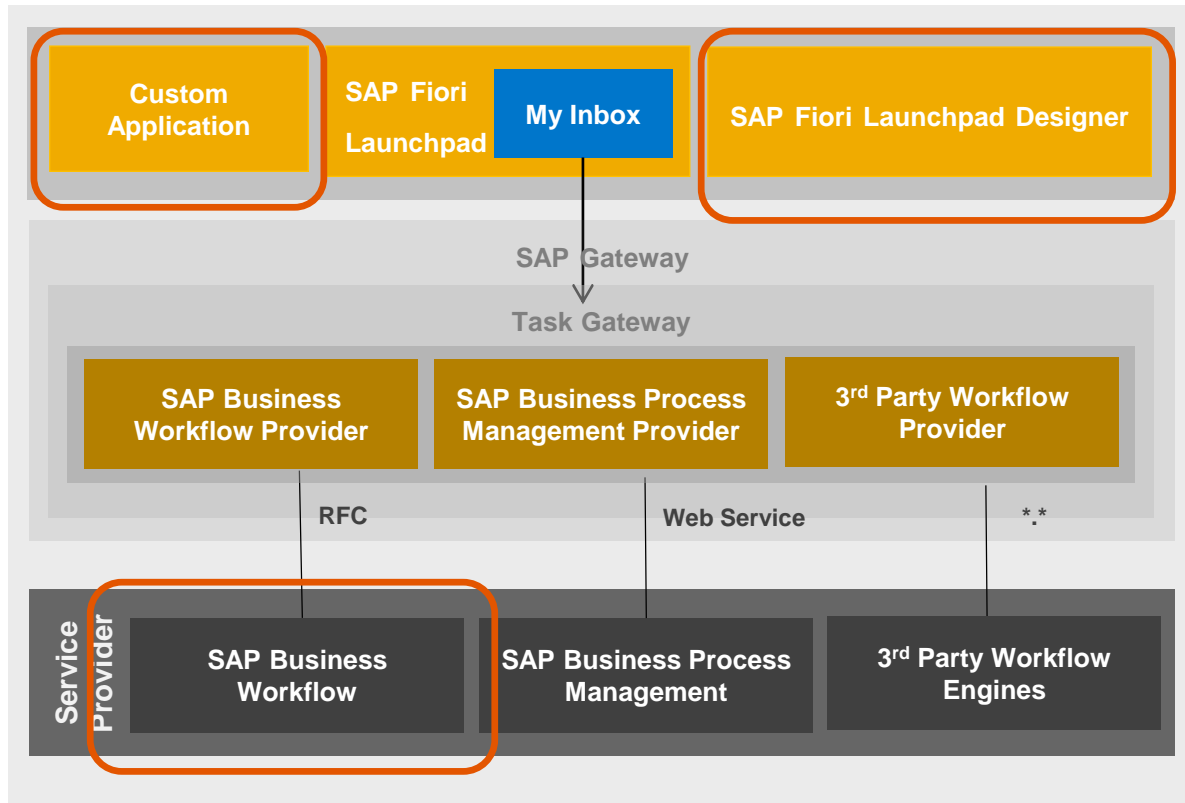 Custom
Application
SAP Fiori
Launchpad
My Inbox
SAP Fiori Launchpad Designer
SAP Gateway
Task Gateway
SAP Business
Workflow Provider
SAP Business Process
Management Provider
3rd Party Workflow
Provider
RFC
Web Service
*.*
Service
Provider
SAP Business
Workflow
SAP Business Process
Management
3rd Party Workflow
Engines